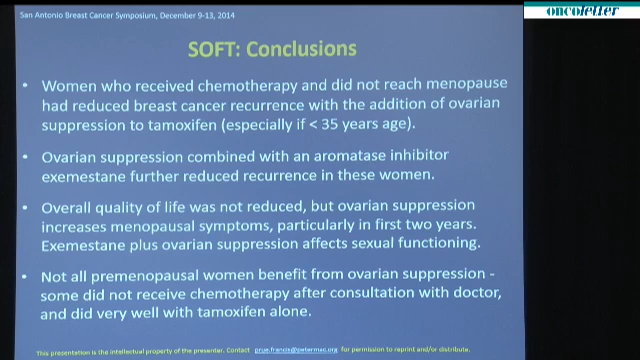 San Antonio Breast Cancer Symposium, December 9-13, 2014
oncoletter
SOFT: Conclusions
• Women who received chemotherapy and did not reach menopause
had reduced breast cancer recurrence with the addition of ovarian
suppression to tamoxifen (especially if < 35 years age).
• Ovarian suppression combined with an aromatase inhibitor
exemestane further reduced recurrence in these women.
• Overall quality of life was not reduced, but ovarian suppression
increases menopausal symptoms, particularly in first two years.
Exemestane plus ovarian suppression affects sexual functioning.
• Not all premenopausal women benefit from ovarian suppression -
some did not receive chemotherapy after consultation with doctor,
and did very well with tamoxifen alone.
This presentation is the intellectual property of the presenter. Contact prue.francis@petermac.org for permission to reprint and/or distribute.